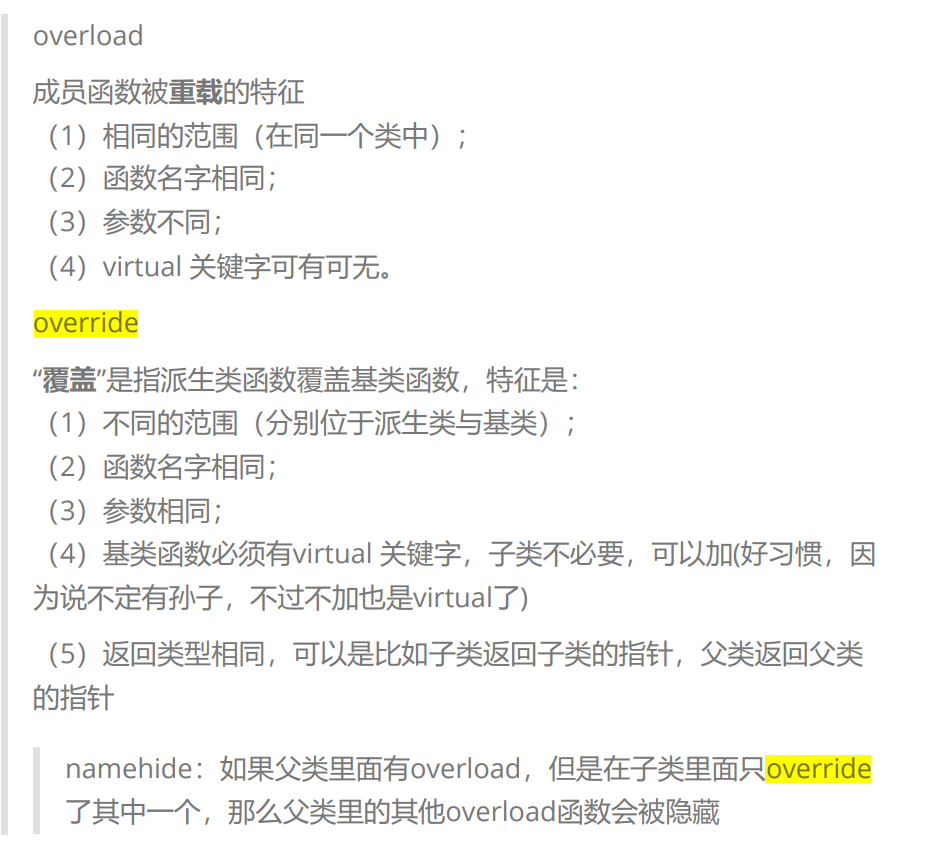 overload
成员函数被重载的特征
（1）相同的范围（在同一个类中）；
（2）函数名字相同；
（3）参数不同；
（4）virtual 关键字可有可无。
override
“覆盖”是指派生类函数覆盖基类函数，特征是：
（1）不同的范围（分别位于派生类与基类）；
（2）函数名字相同；
（3）参数相同；
（4）基类函数必须有virtual 关键字，子类不必要，可以加(好习惯，因
为说不定有孙子，不过不加也是virtual了)
（5）返回类型相同，可以是比如子类返回子类的指针，父类返回父类
的指针
namehide：如果父类里面有overload，但是在子类里面只override
了其中一个，那么父类里的其他overload函数会被隐藏